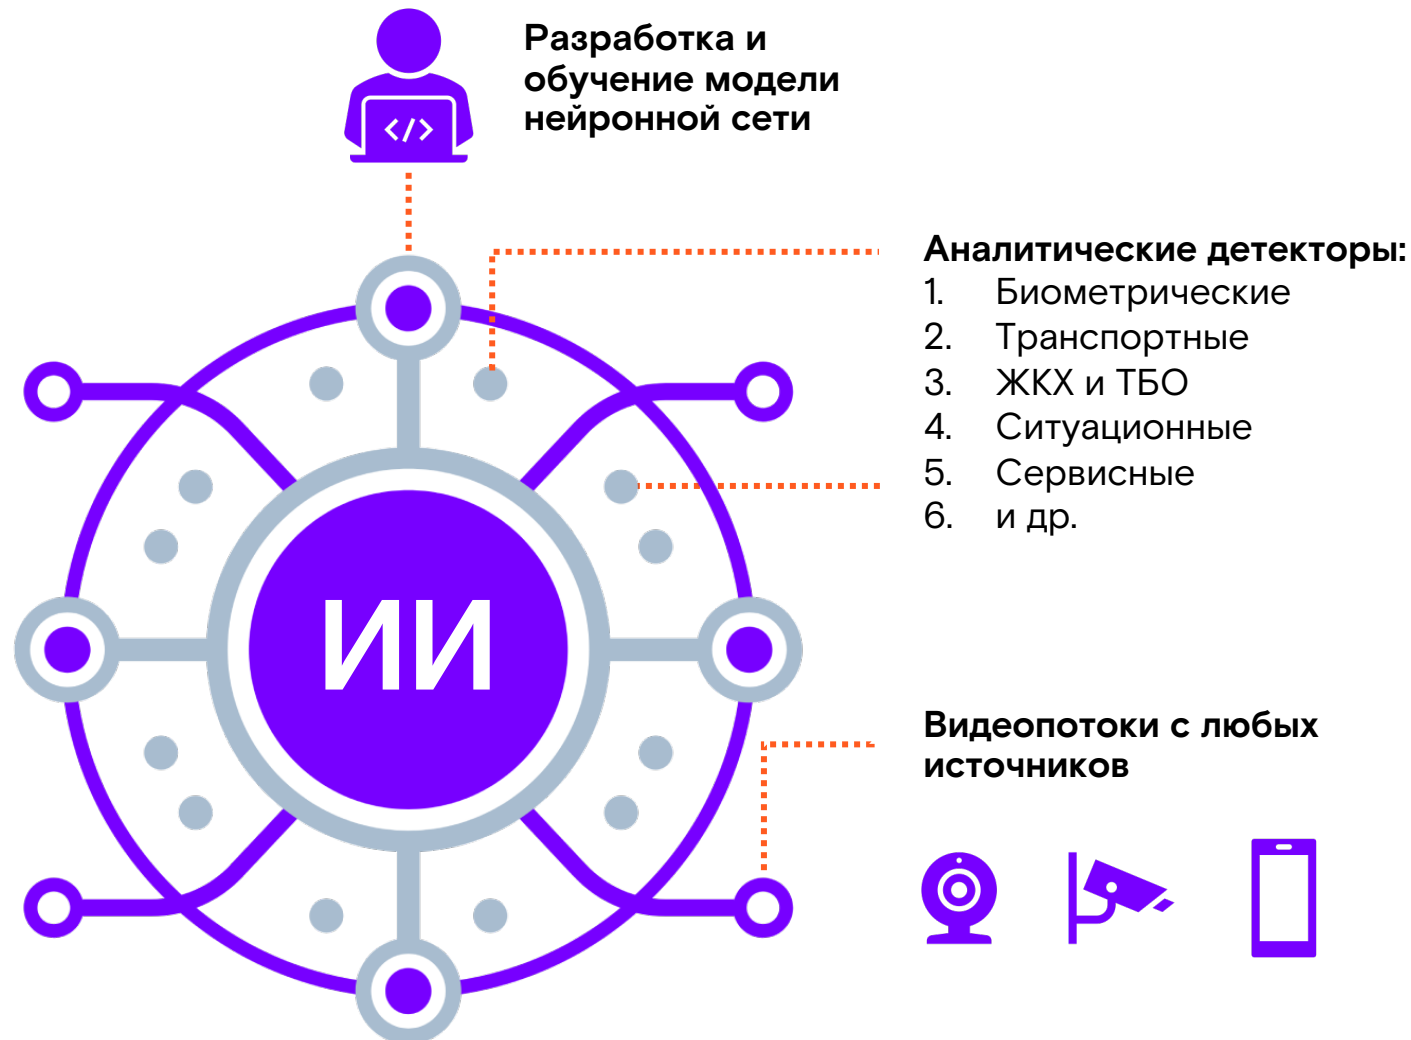 Разработка и
обучение модели
нейронной сети
</>
Аналитические детекторы:
1. Биометрические
2. Транспортные
3. ЖКХ и ТБО
4. Ситуационные
5. Сервисные
6. и др.
ИИ
Видеопотоки с любых
источников